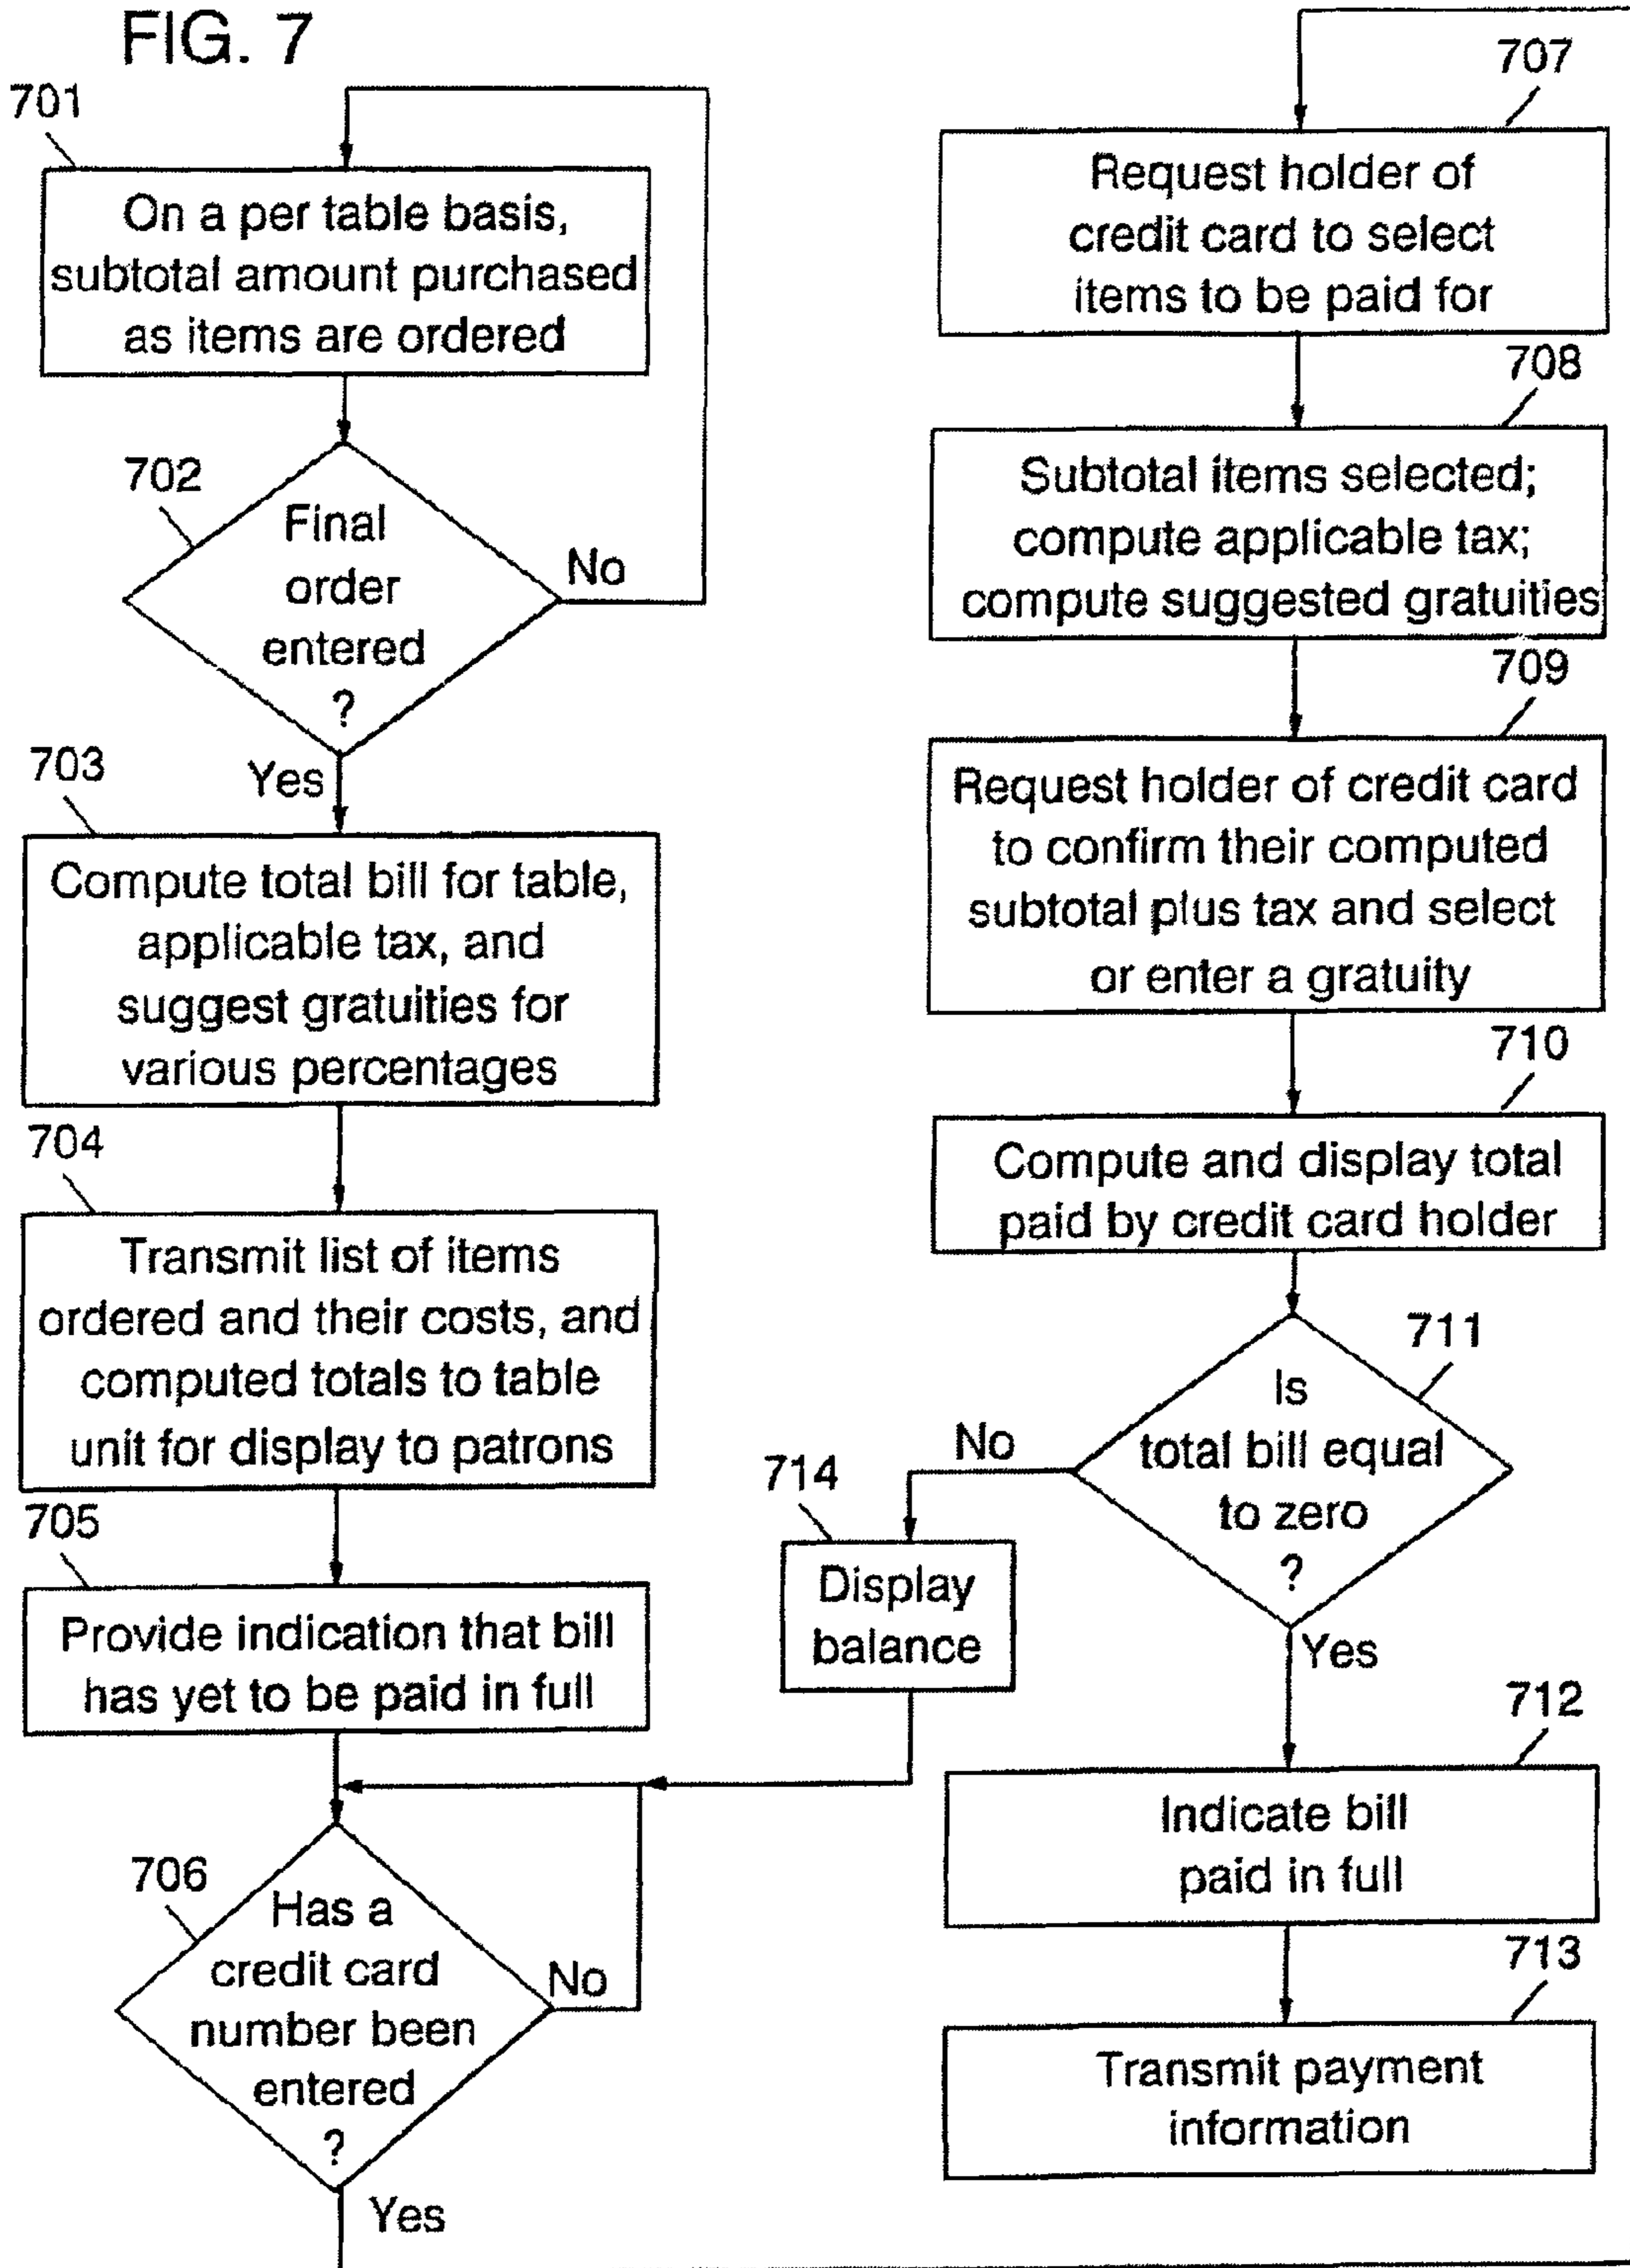 FIG. 7
701
On a per table basis,
subtotal amount purchased
as items are ordered
702
Final
order
entered
?
No
Yes
703
Compute total bill for table,
applicable tax, and
suggest gratuities for
various percentages
704
Transmit list of items
ordered and their costs, and
computed totals to table
unit for display to patrons
705
Provide indication that bill
has yet to be paid in full
706
Has a
credit card
number been
entered
?
No
Yes
707
Request holder of
credit card to select
items to be paid for
708
Subtotal items selected;
compute applicable tax;
compute suggested gratuities
709
Request holder of credit card
to confirm their computed
subtotal plus tax and select
or enter a gratuity
710
Compute and display total
paid by credit card holder
711
Is
total bill equal
to zero
?
No
Yes
714
Display
balance
712
Indicate bill
paid in full
713
Transmit payment
information